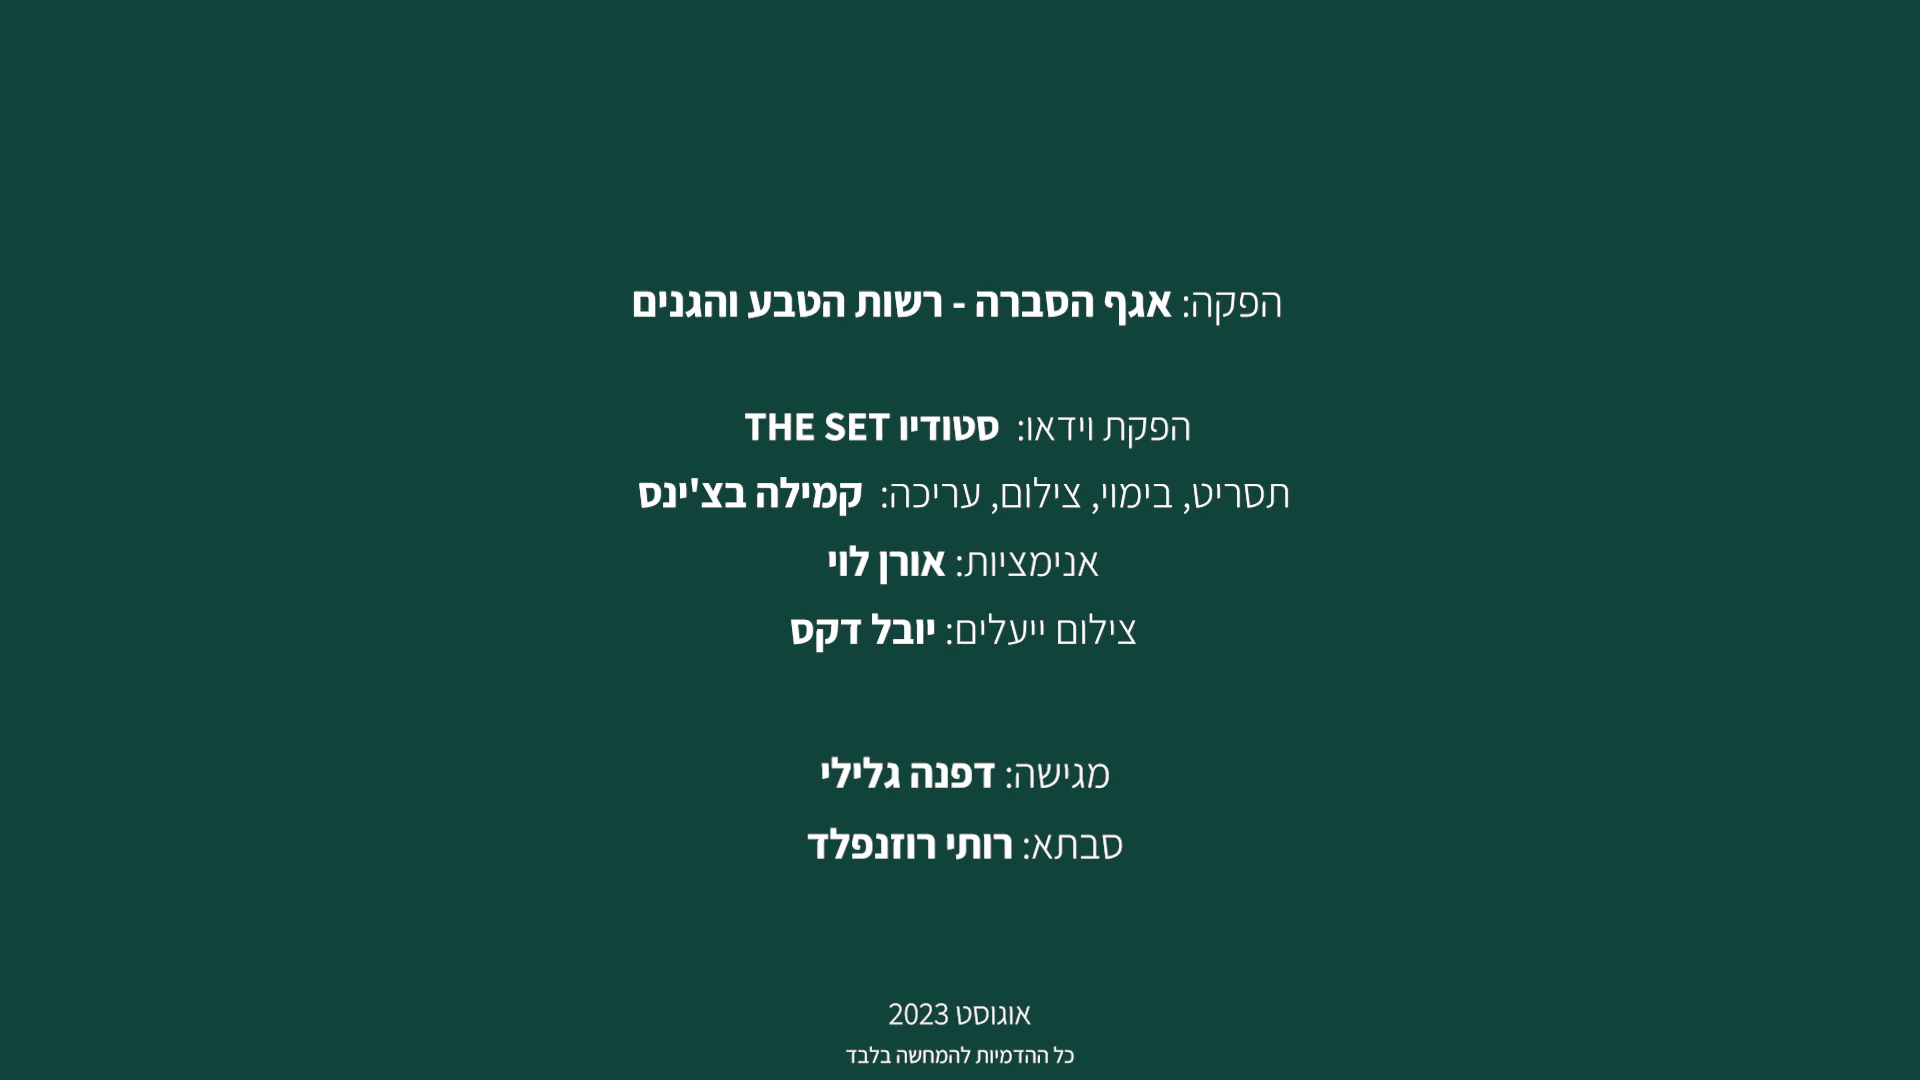 הפקה: אגף הסברה - רשות הטבע והגנים
הפקת וידאו: סטודיו THE SET
תסריט, בימוי, צילום, עריכה: קמילה בצ'ינס
אנימציות: אורן לוי
צילום ייעלים: יובל דקס
מגישה: דפנה גלילי
סבתא: רותי רוזנפלד
אוגוסט 2023
כל ההדמיות להמחשה בלבד